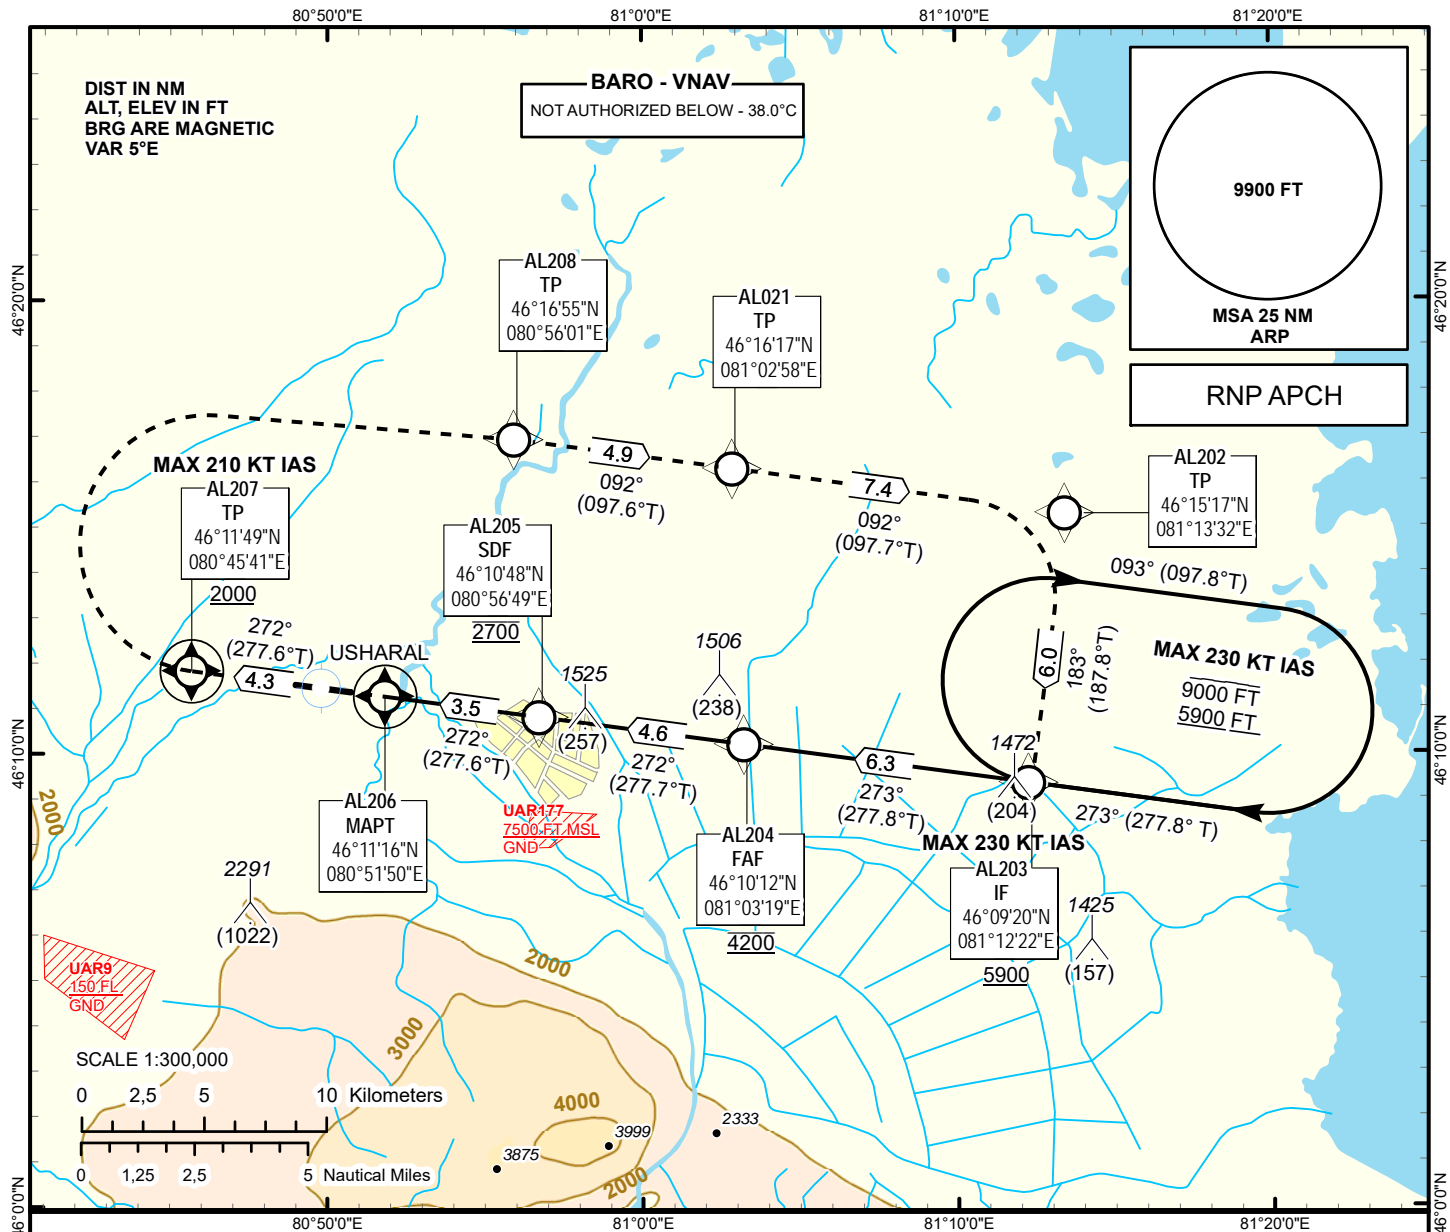 80°50'0"E
81°0'0"E
81°10'0"E
81°20'0"E
DIST IN NM
ALT, ELEV IN FT
BRG ARE MAGNETIC
VAR 5°E
BARO - VNAV
NOT AUTHORIZED BELOW - 38.0°C
9900 FT
MSA 25 NM
ARP
RNP APCH
46°20'0"N
46°20'0"N
AL208
TP
46°16'55"N
080°56'01"E
AL021
TP
46°16'17"N
081°02'58"E
AL202
TP
46°15'17"N
081°13'32"E
4.9
092°
(097.6°T)
7.4
092°
(097.7°T)
MAX 210 KT IAS
AL207
TP
46°11'49"N
080°45'41"E
2000
AL205
SDF
46°10'48"N
080°56'49"E
2700
093° (097.8°T)
6.0
183°
(187.8°T)
MAX 230 KT IAS
9000 FT
5900 FT
272°
(277.6°T)
4.3
USHARAL
3.5
272°
(277.6°T)
1525
(257)
1506
(238)
4.6
272°
(277.7°T)
6.3
273°
(277.8°T)
1472
(204)
273° (277.8° T)
46°10'0"N
46°10'0"N
2000
AL206
MAPT
46°11'16"N
080°51'50"E
UAR177
7500 FT MSL
GND
AL204
FAF
46°10'12"N
081°03'19"E
4200
MAX 230 KT IAS
AL203
IF
46°09'20"N
081°12'22"E
5900
1425
(157)
2291
(1022)
2000
UAR9
150 FL
GND
3000
4000
3999
3875
2333
2000
SCALE 1:300,000
0 2,5 5 10 Kilometers
0 1,25 2,5 5 Nautical Miles
46°0'0"N
46°0'0"N
80°50'0"E
81°0'0"E
81°10'0"E
81°20'0"E